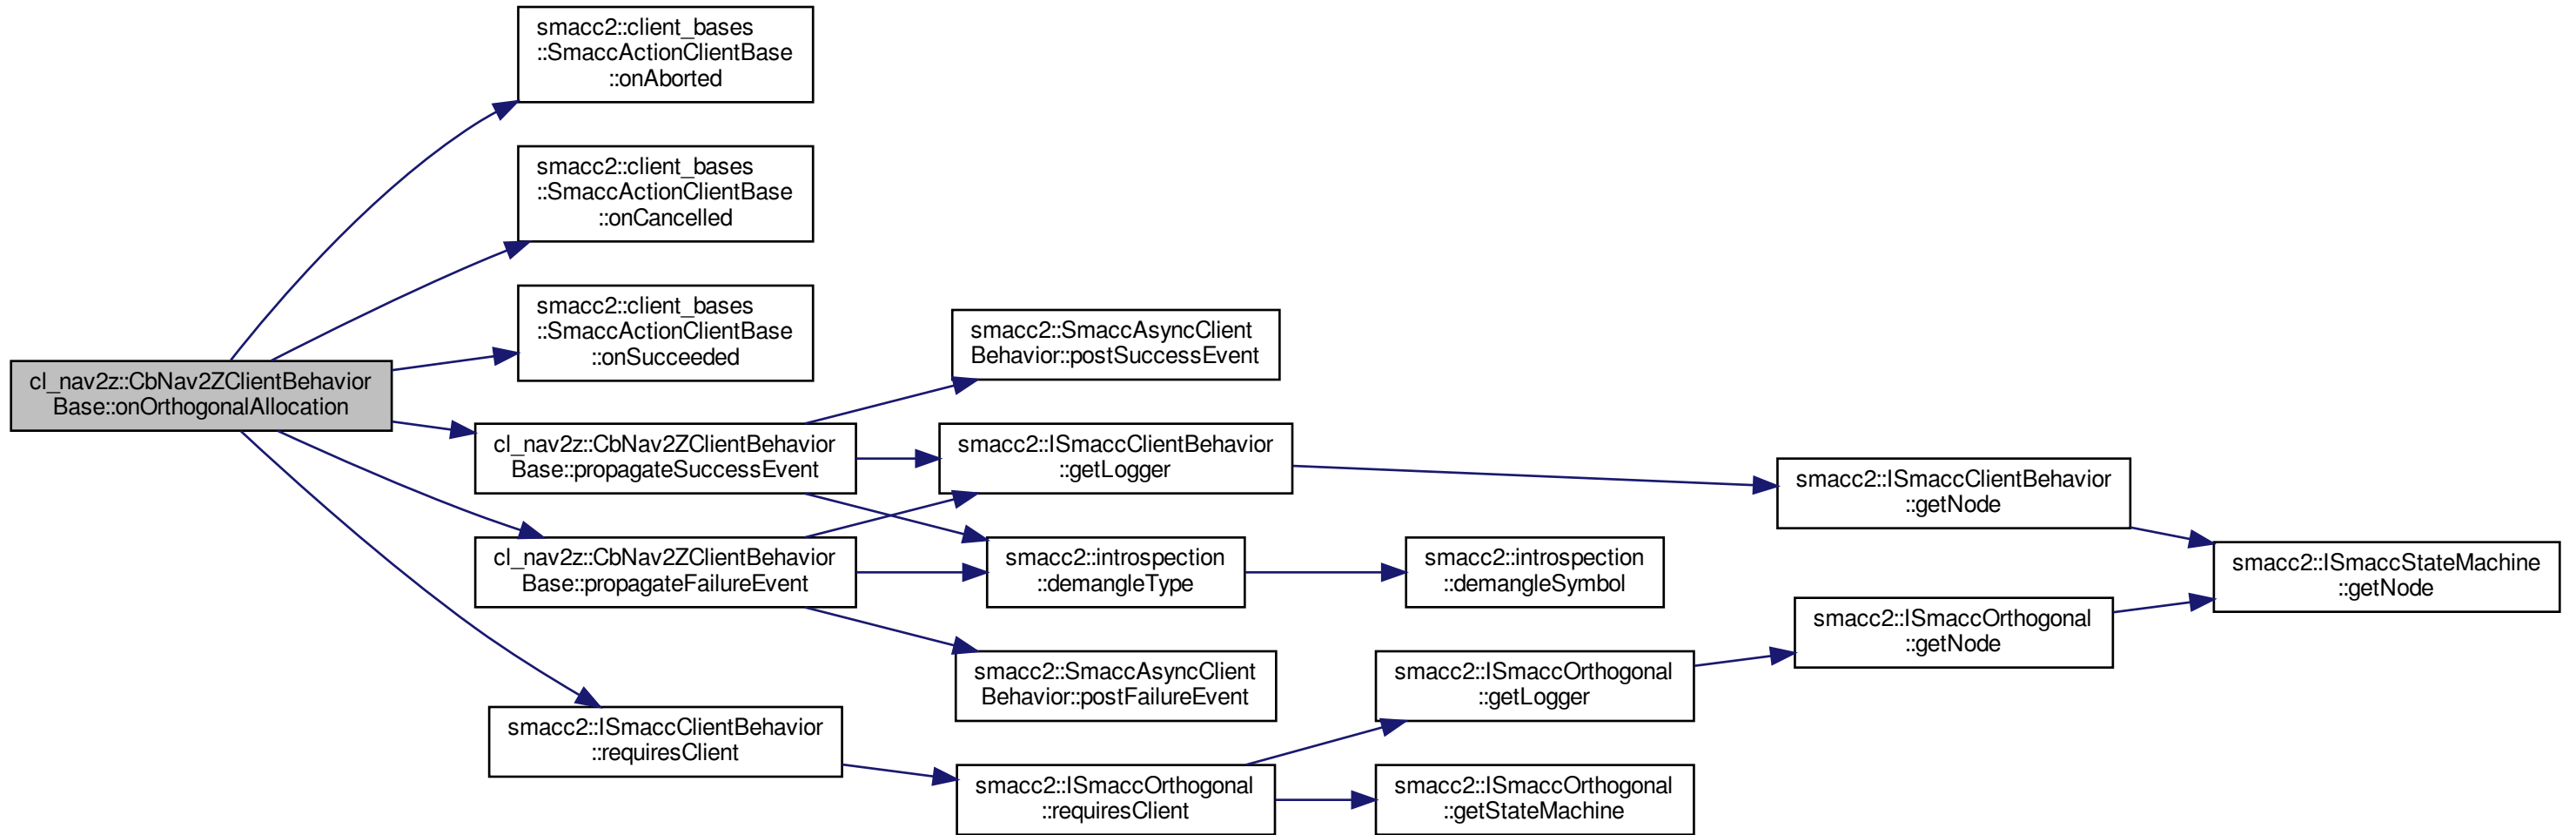 smacc2::client_bases
::SmaccActionClientBase
::onAborted
smacc2::client_bases
::SmaccActionClientBase
::onCancelled
smacc2::client_bases
::SmaccActionClientBase
::onSucceeded
cl_nav2z::CbNav2ZClientBehavior
Base::onOrthogonalAllocation
cl_nav2z::CbNav2ZClientBehavior
Base::propagateSuccessEvent
cl_nav2z::CbNav2ZClientBehavior
Base::propagateFailureEvent
smacc2::ISmaccClientBehavior
::requiresClient
smacc2::SmaccAsyncClient
Behavior::postSuccessEvent
smacc2::ISmaccClientBehavior
::getLogger
smacc2::introspection
::demangleType
smacc2::SmaccAsyncClient
Behavior::postFailureEvent
smacc2::ISmaccOrthogonal
::requiresClient
smacc2::introspection
::demangleSymbol
smacc2::ISmaccOrthogonal
::getLogger
smacc2::ISmaccOrthogonal
::getStateMachine
smacc2::ISmaccClientBehavior
::getNode
smacc2::ISmaccOrthogonal
::getNode
smacc2::ISmaccStateMachine
::getNode